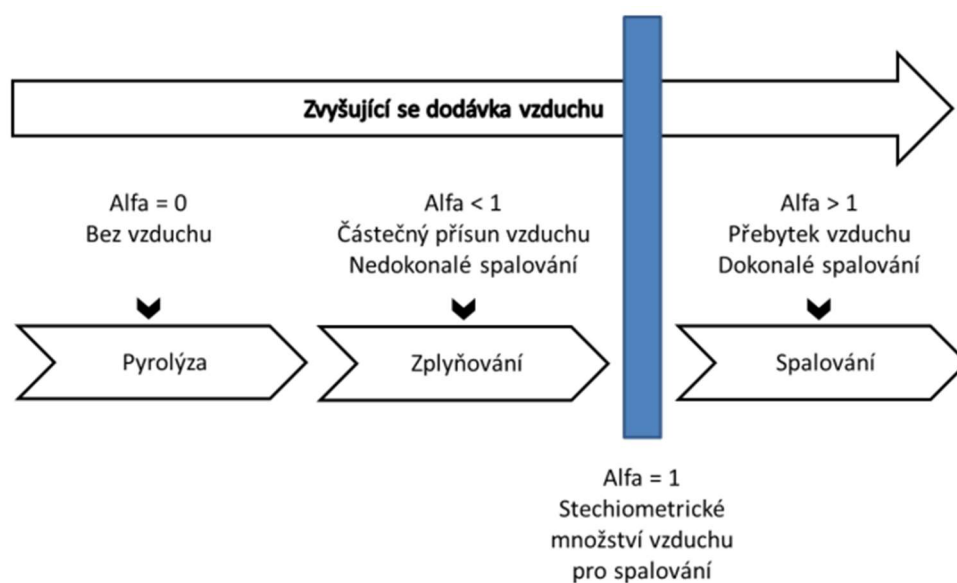 Zvyšující se dodávka vzduchu
Alfa = 0
Bez vzduchu
Alfa < 1
Částečný přísun vzduchu
Nedokonalé spalování
Alfa > 1
Přebytek vzduchu
Dokonalé spalování
Pyrolýza
Zplyňování
Spalování
Alfa = 1
Stechiometrické
množství vzduchu
pro spalování